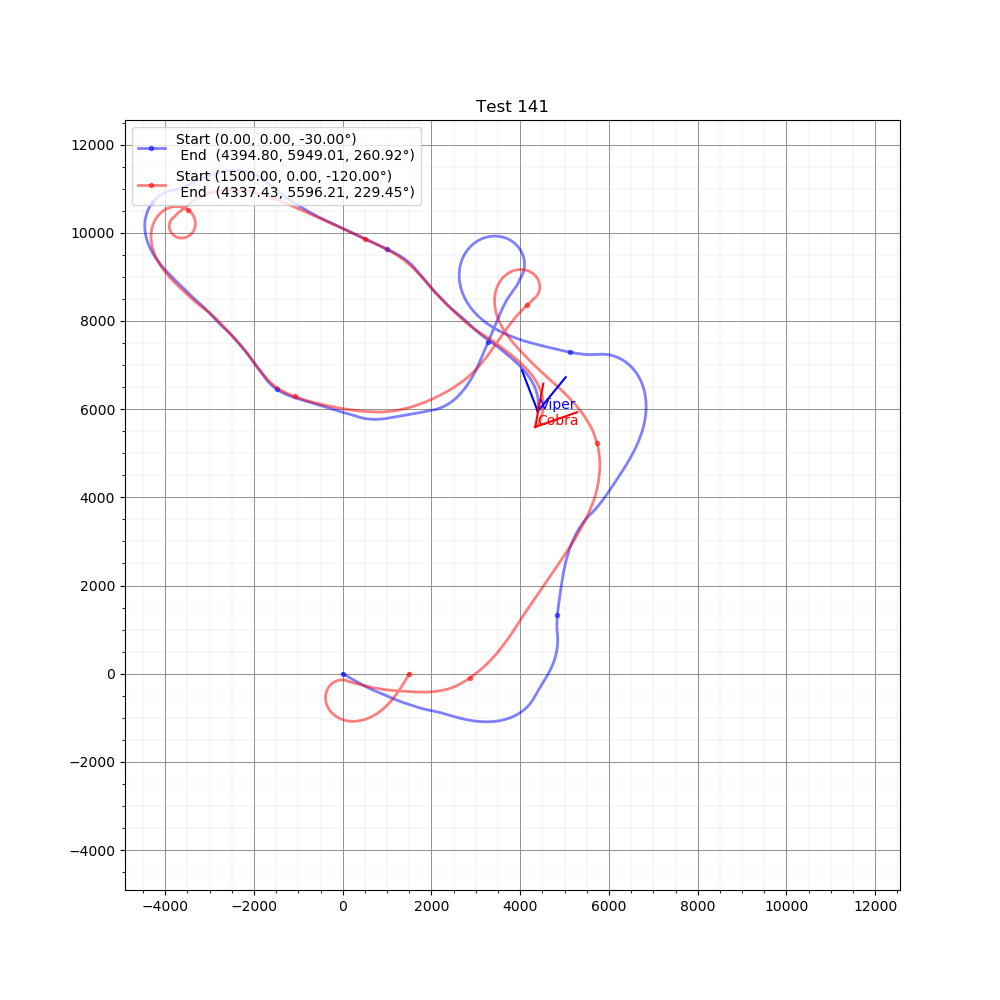 Test 141
Start (0.00, 0.00, -30.00°)
End (4394.80, 5949.01, 260.92°)
Start (1500.00, 0.00, -120.00°)
End (4337.43, 5596.21, 229.45°)
12000
10000
8000
6000
4000
2000
0
−2000
−4000
Viper
Cobra
−4000 −2000 0 2000 4000 6000 8000 10000 12000